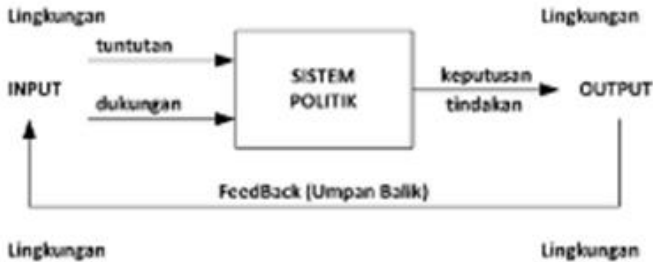 Lingkungan
Lingkungan
tuntutan
INPUT
dukungan
SISTEM
POLITIK
keputusan
tindakan
OUTPUT
FeedBack (Umpan Balik)
Lingkungan
Lingkungan